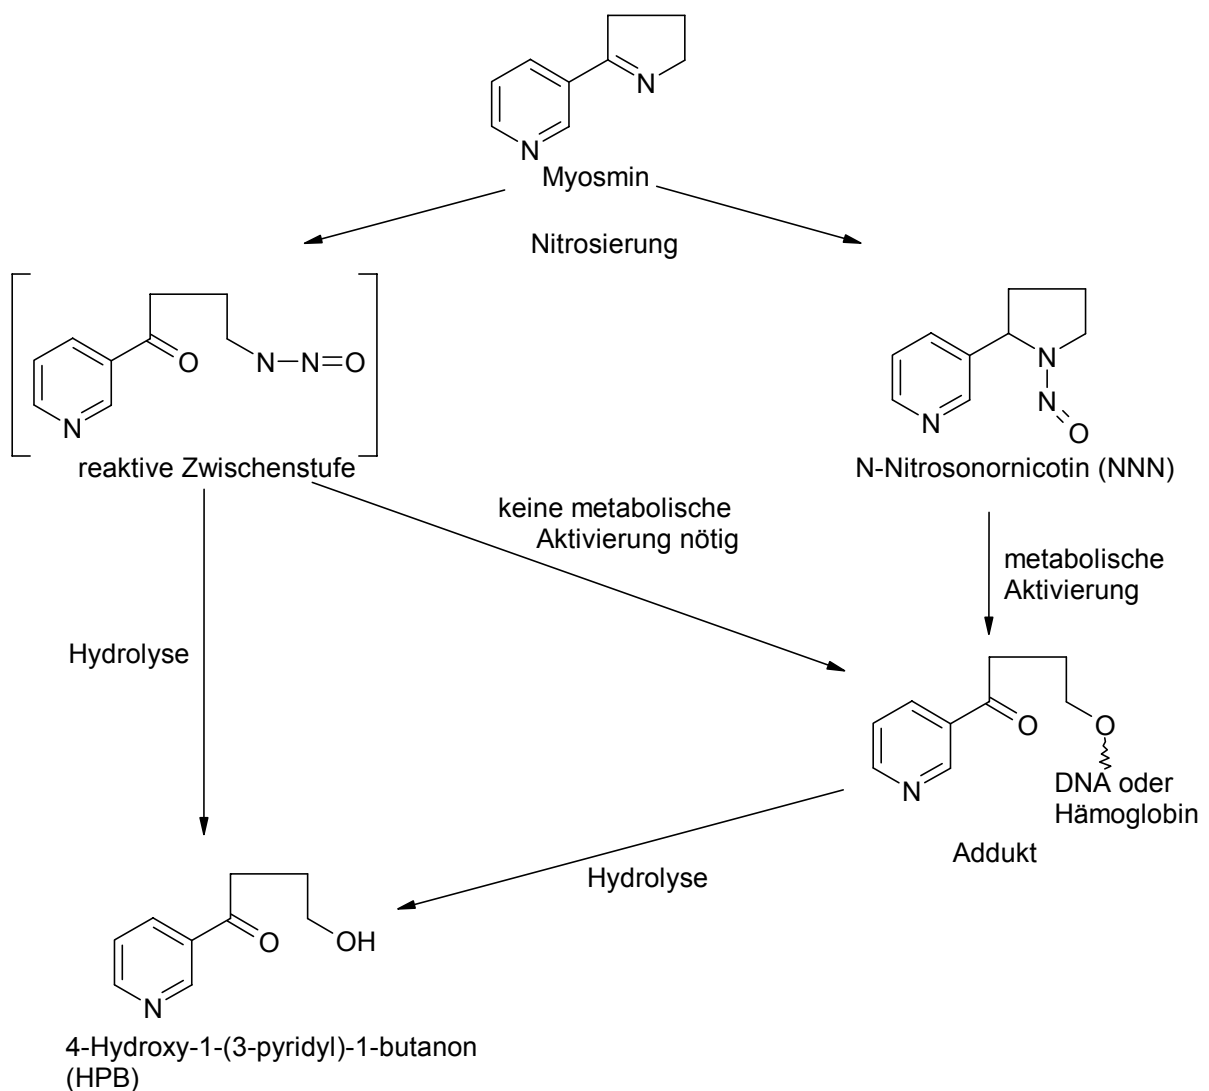 N
N
Myosmin
Nitrosierung
O
N
N
O
N
reaktive Zwischenstufe
N
N
O
N
N-Nitrosonornicotin (NNN)
keine metabolische
Aktivierung nötig
metabolische
Aktivierung
Hydrolyse
O
O
N
DNA oder
Hämoglobin
Addukt
Hydrolyse
O
OH
N
4-Hydroxy-1-(3-pyridyl)-1-butanon
(HPB)